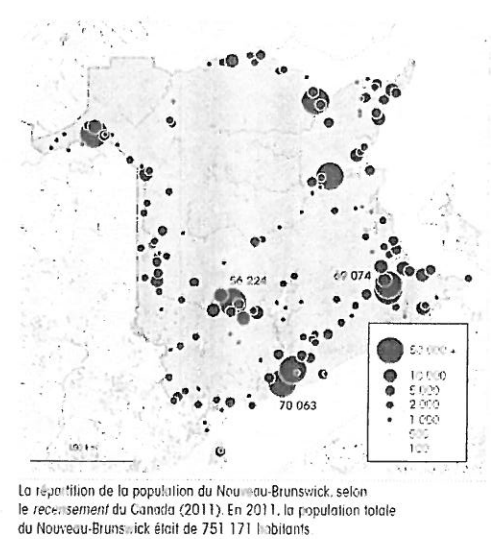 56 224
69 074
50 000 +
10 000
5 000
2 000
1 000
500
100
70 063
100 km
La répartition de la population du Nouveau-Brunswick, selon
le recensement du Canada (2011). En 2011, la population totale
du Nouveau-Brunswick était de 751 171 habitants